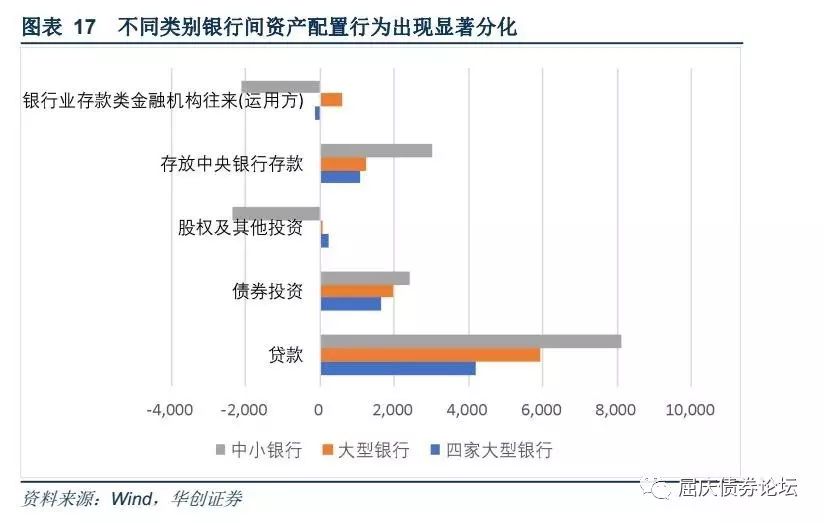 图表 17 不同类别银行间资产配置行为出现显著分化
银行业存款类金融机构往来(运用方)
存放中央银行存款
股权及其他投资
债券投资
贷款
-4,000 -2,000 0 2,000 4,000 6,000 8,000 10,000
中小银行 大型银行 四家大型银行
资料来源：Wind，华创证券
屈庆债券论坛